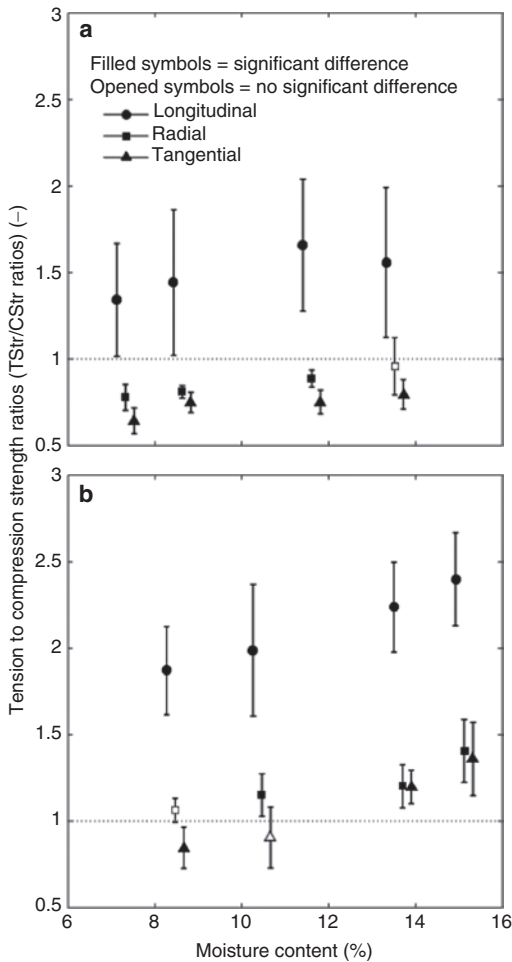 a
Filled symbols = significant difference
Opened symbols = no significant difference
Longitudinal
Radial
Tangential
3
2.5
2
1.5
1
0.5
Tension to compression strength ratios (TStr/CStr ratios) (–)
b
3
2.5
2
1.5
1
0.5
6 8 10 12 14 16
Moisture content (%)